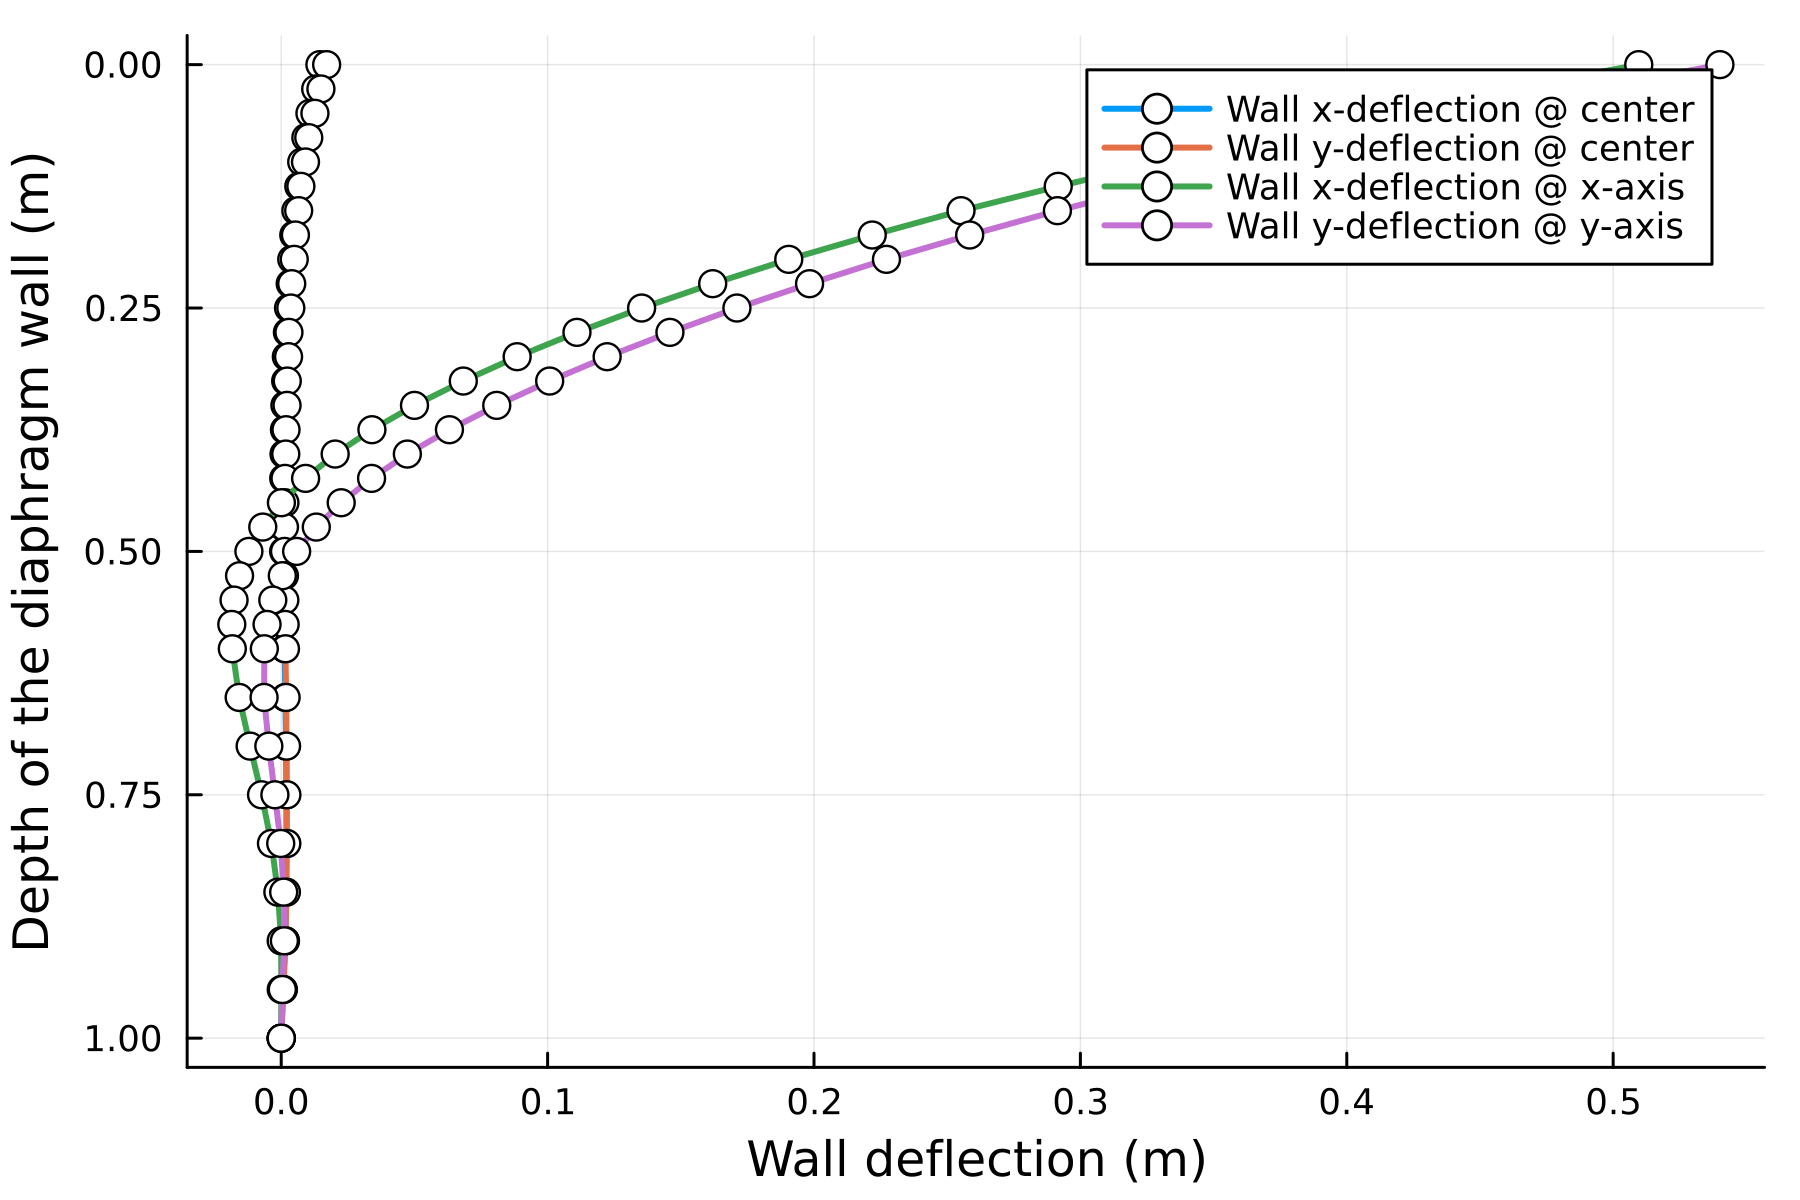 Depth of the diaphragm wall (m)
0.00
0.25
0.50
0.75
1.00
Wall x-deflection @ center
Wall y-deflection @ center
Wall x-deflection @ x-axis
Wall y-deflection @ y-axis
0.0 0.1 0.2 0.3 0.4 0.5
Wall deflection (m)